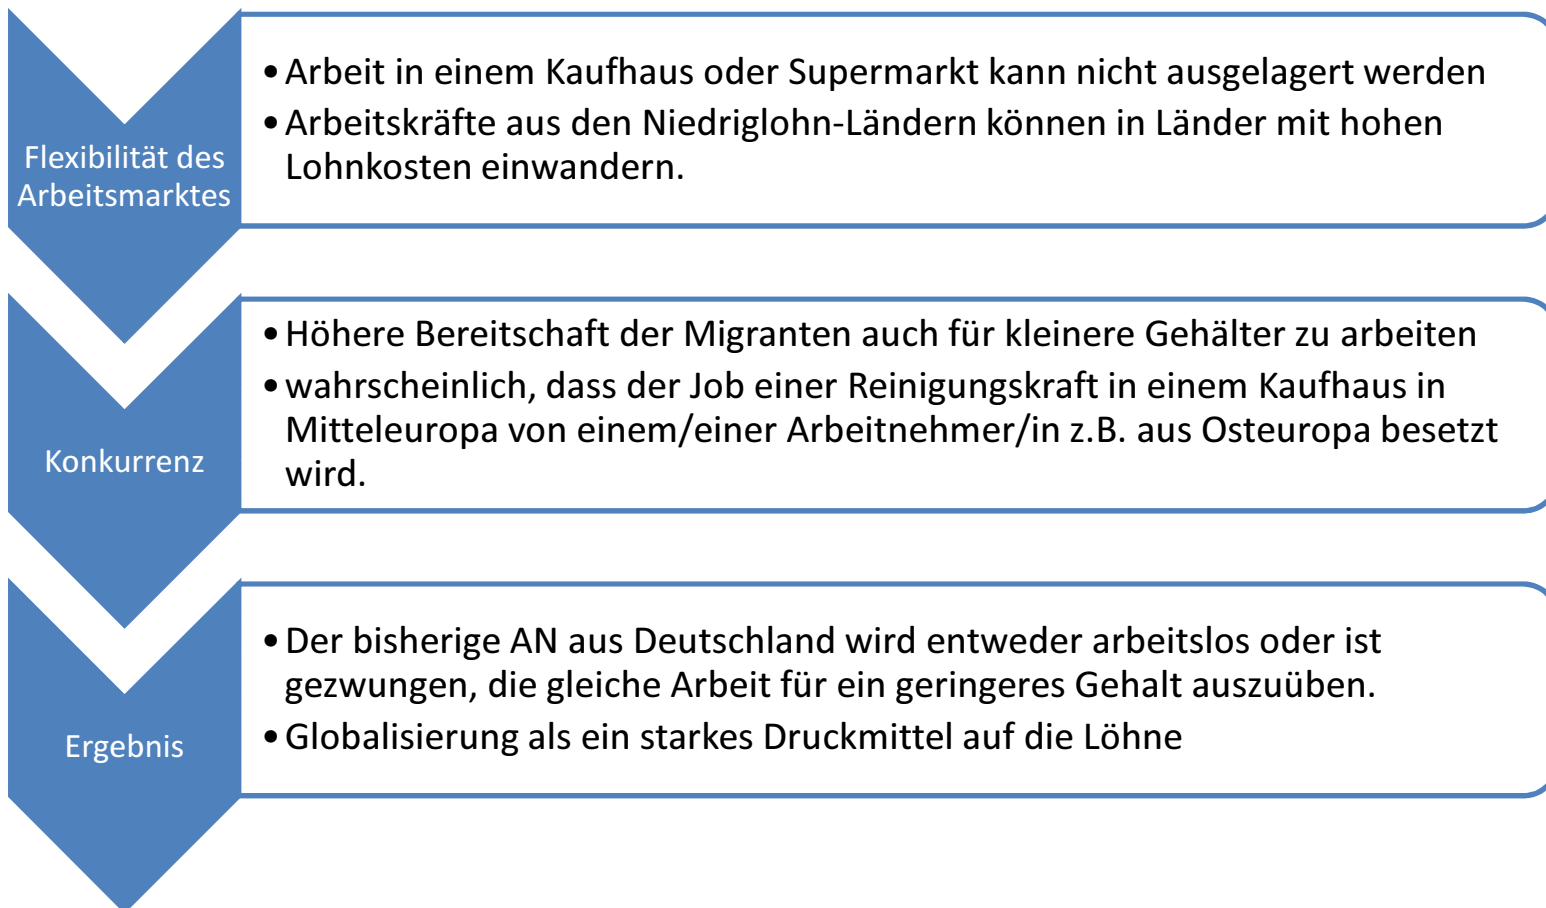 Flexibilität des
Arbeitsmarktes
•Arbeit in einem Kaufhaus oder Supermarkt kann nicht ausgelagert werden
•Arbeitskräfte aus den Niedriglohn-Ländern können in Länder mit hohen
Lohnkosten einwandern.
Konkurrenz
•Höhere Bereitschaft der Migranten auch für kleinere Gehälter zu arbeiten
•wahrscheinlich, dass der Job einer Reinigungskraft in einem Kaufhaus in
Mitteleuropa von einem/einer Arbeitnehmer/in z.B. aus Osteuropa besetzt
wird.
Ergebnis
•Der bisherige AN aus Deutschland wird entweder arbeitslos oder ist
gezwungen, die gleiche Arbeit für ein geringeres Gehalt auszuüben.
•Globalisierung als ein starkes Druckmittel auf die Löhne